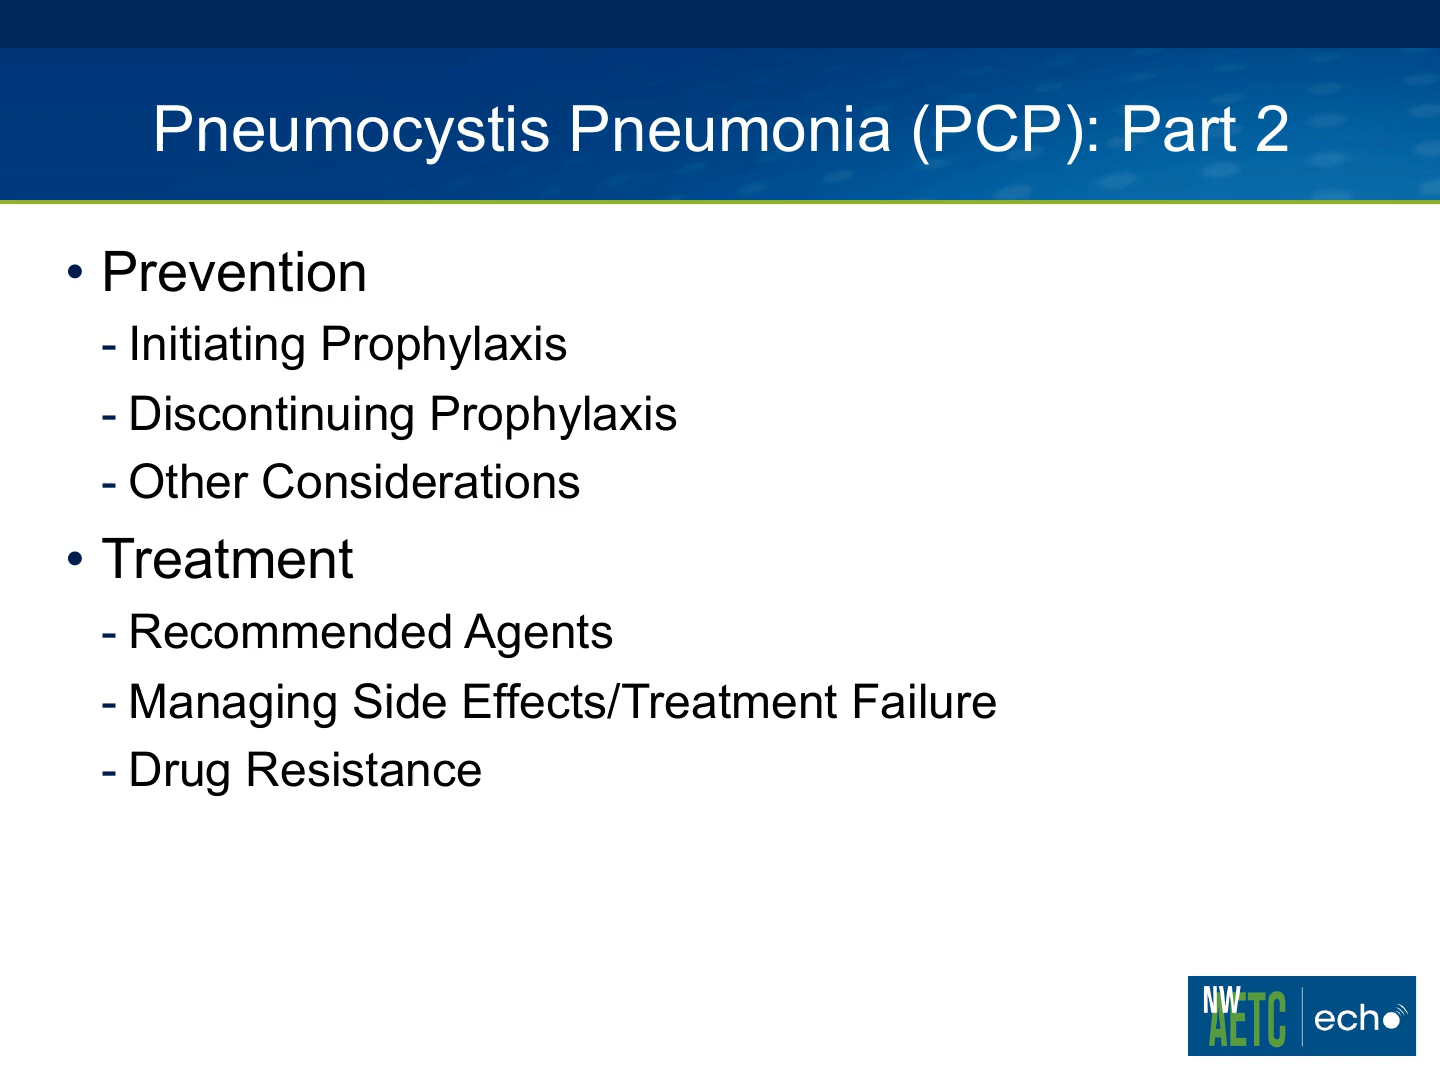 Pneumocystis Pneumonia (PCP): Part 2
• Prevention
- Initiating Prophylaxis
- Discontinuing Prophylaxis
- Other Considerations
• Treatment
- Recommended Agents
- Managing Side Effects/Treatment Failure
- Drug Resistance
NW
AETC
echo